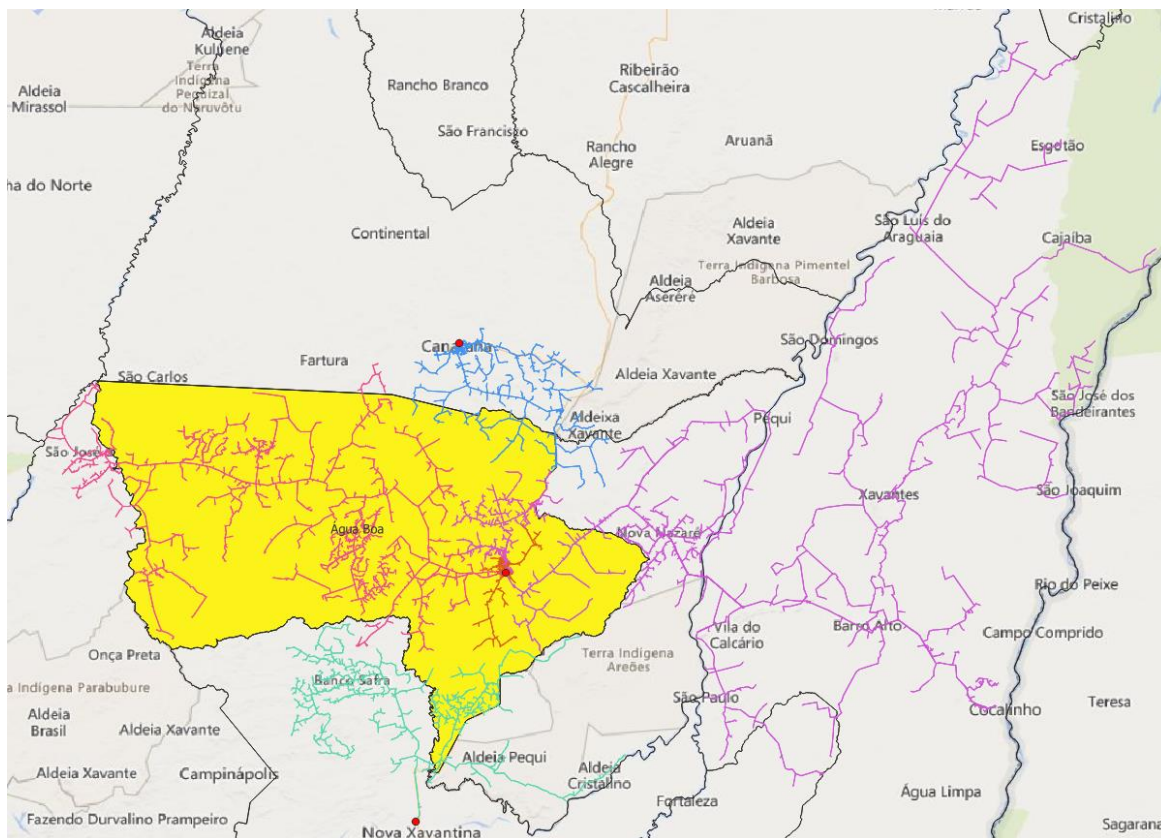 Cristalino
Aldeia
Kuluene
Terra
Indígena
Pequizal
do Naruvôtu
Aldeia
Mirassol
Rancho Branco
Ribeirão
Cascalheira
São Francisco
Rancho
Alegre
Aruanã
Esgotão
ha do Norte
Continental
Aldeia
Xavante
São Luís do
Araguaia
Cajaíba
Terra Indígena Pimentel
Barbosa
Aldeia
Aserére
Canarana
São Domingos
Fartura
São Carlos
Aldeia Xavante
São José dos
Bandeirantes
Aldeixa
Xavante
Pequi
São José
Xavantes
São Joaquim
Água Boa
Nova Nazaré
Rio do Peixe
Vila do
Calcário
Barro Alto
Campo Comprido
Onça Preta
Terra Indígena
Areões
a Indígena Parabubure
Banco Safra
São Paulo
Cocalinho
Teresa
Aldeia
Brasil
Aldeia Xavante
Aldeia Pequi
Aldeia
Cristalino
Aldeia Xavante
Campinápolis
Água Limpa
Fortaleza
Fazendo Durvalino Prampeiro
Nova Xavantina
Sagarana